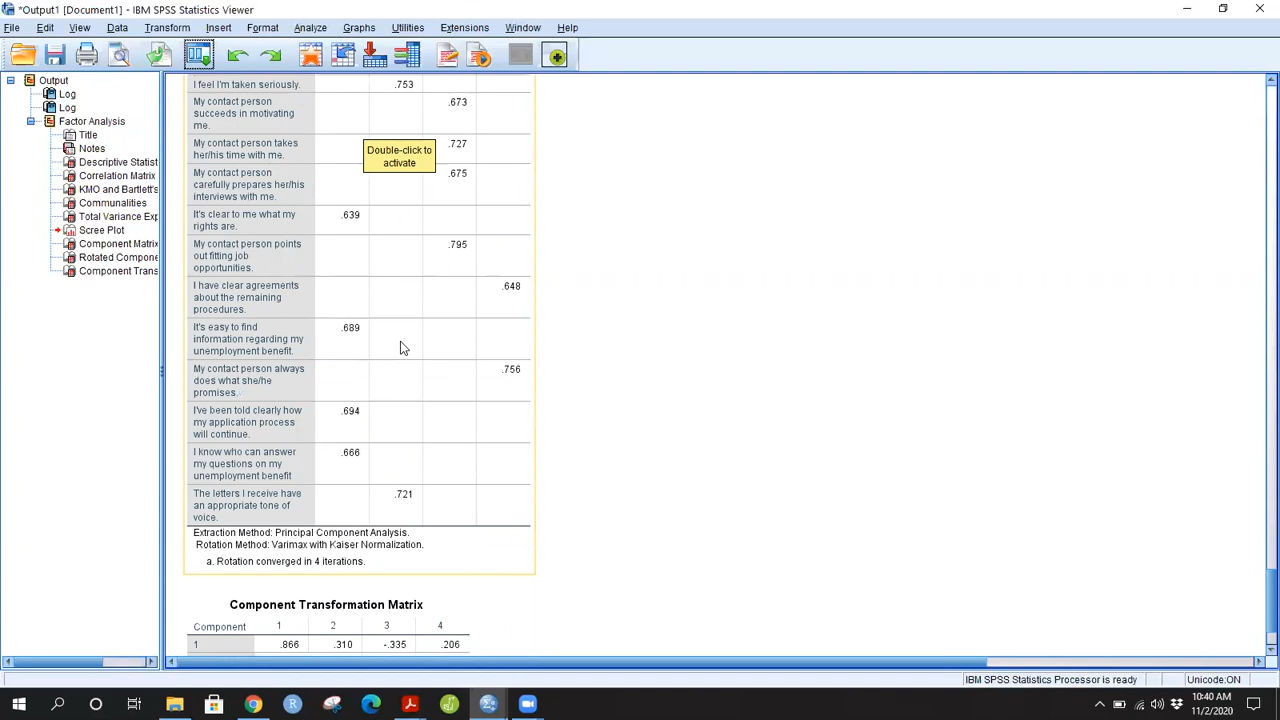 *Output1 [Document1] - IBM SPSS Statistics Viewer
File Edit View Data Transform Insert Format Analyze Graphs Utilities Extensions Window Help
Output
Log
Log
Factor Analysis
Title
Notes
Descriptive Statist
Correlation Matrix
KMO and Bartlett's
Communalities
Total Variance Exp
Scree Plot
Component Matrix
Rotated Compone
Component Trans
I feel I'm taken seriously. .753
My contact person .673
succeeds in motivating
me.
My contact person takes .727
her/his time with me.
Double-click to
activate
My contact person .675
carefully prepares her/his
interviews with me.
It's clear to me what my .639
rights are.
My contact person points .795
out fitting job
opportunities.
I have clear agreements .648
about the remaining
procedures.
It's easy to find .689
information regarding my
unemployment benefit.
My contact person always .756
does what she/he
promises.
I've been told clearly how .694
my application process
will continue.
I know who can answer .666
my questions on my
unemployment benefit
The letters I receive have .721
an appropriate tone of
voice.
Extraction Method: Principal Component Analysis.
Rotation Method: Varimax with Kaiser Normalization.
a. Rotation converged in 4 iterations.
Component Transformation Matrix
Component 1 2 3 4
1 .866 .310 -.335 .206
IBM SPSS Statistics Processor is ready Unicode:ON
10:40 AM
11/2/2020